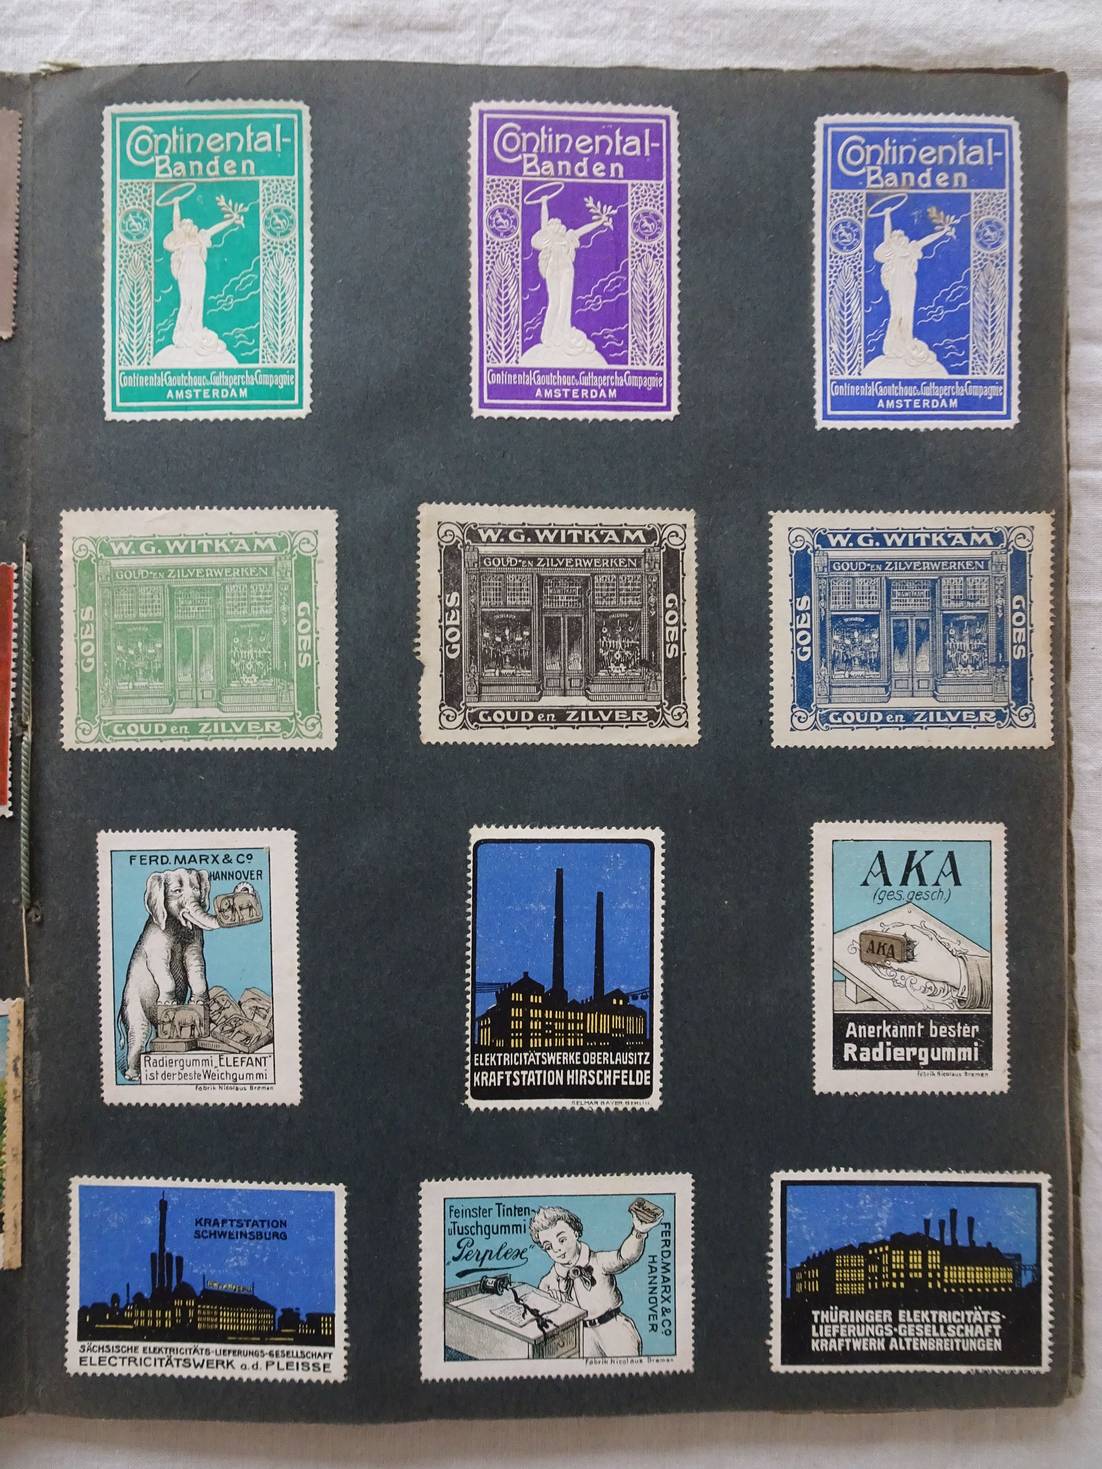 Continental-
Banden
Continental-Caoutchouc u. Guttapercha-Compagnie
AMSTERDAM
Continental-
Banden
Continental-Caoutchouc u. Guttapercha-Compagnie
AMSTERDAM
Continental-
Banden
Continental-Caoutchouc u. Guttapercha-Compagnie
AMSTERDAM
W. G. WITKAM
GOUD-EN ZILVERWERKEN
GOES
GOES
GOUD en ZILVER
W. G. WITKAM
GOUD-EN ZILVERWERKEN
GOES
GOES
GOUD en ZILVER
W. G. WITKAM
GOUD-EN ZILVERWERKEN
GOES
GOES
GOUD en ZILVER
FERD. MARX & Co
HANNOVER
Radiergummi „ELEFANT"
ist der beste Weichgummi
Fabrik Nicolaus Bremen
ELEKTRICITÄTSWERKE OBERLAUSITZ
KRAFTSTATION HIRSCHFELDE
SELMAR BAYER BERLIN
AKA
(ges. gesch.)
AKA
Anerkannt bester
Radiergummi
Fabrik Nicolaus Bremen
KRAFTSTATION
SCHWEINSBURG
SÄCHSISCHE ELEKTRICITÄTS-LIEFERUNGS-GESELLSCHAFT
ELECTRICITÄTSWERK a.d. PLEISSE
Feinster Tinten-
u Tuschgummi
„Perplex"
FERD. MARX & Co
HANNOVER
Fabrik Nicolaus Bremen
THÜRINGER ELEKTRICITÄTS-
LIEFERUNGS-GESELLSCHAFT
KRAFTWERK ALTENBREITUNGEN